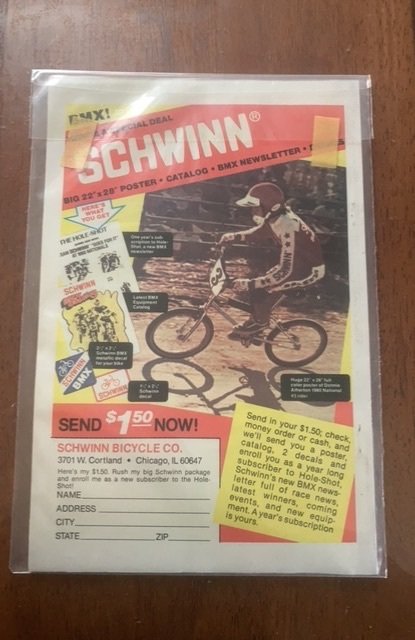 BMX!
SPECIAL DEAL
SCHWINN®
BIG 22" x 28" POSTER • CATALOG • BMX NEWSLETTER •
HERE'S
WHAT
YOU GET
THE HOLE-SHOT
One year's sub-
scription to Hole-
Shot, a new BMX
newsletter
SCHWINN
Latest BMX
Equipment
Catalog
2½" x 2½"
Schwinn BMX
metallic decal
for your bike
SCHWINN
BMX
SCHWINN
Schwinn
decal
Huge 22" x 28" full
color poster of Donnie
Atherton 1980 National
#1 rider
SEND $1.50 NOW!
SCHWINN BICYCLE CO.
3701 W. Cortland • Chicago, IL 60647
Here's my $1.50. Rush my big Schwinn package
and enroll me as a new subscriber to the Hole-
Shot!
NAME
ADDRESS
CITY
STATE ZIP
Send in your $1.50; check,
money order or cash, and
we'll send you a poster,
catalog, 2 decals and
enroll you as a year long
subscriber to Hole-Shot,
Schwinn's new BMX news-
letter full of race news,
latest winners, coming
events, and new equip-
ment. A year's subscription
is yours.